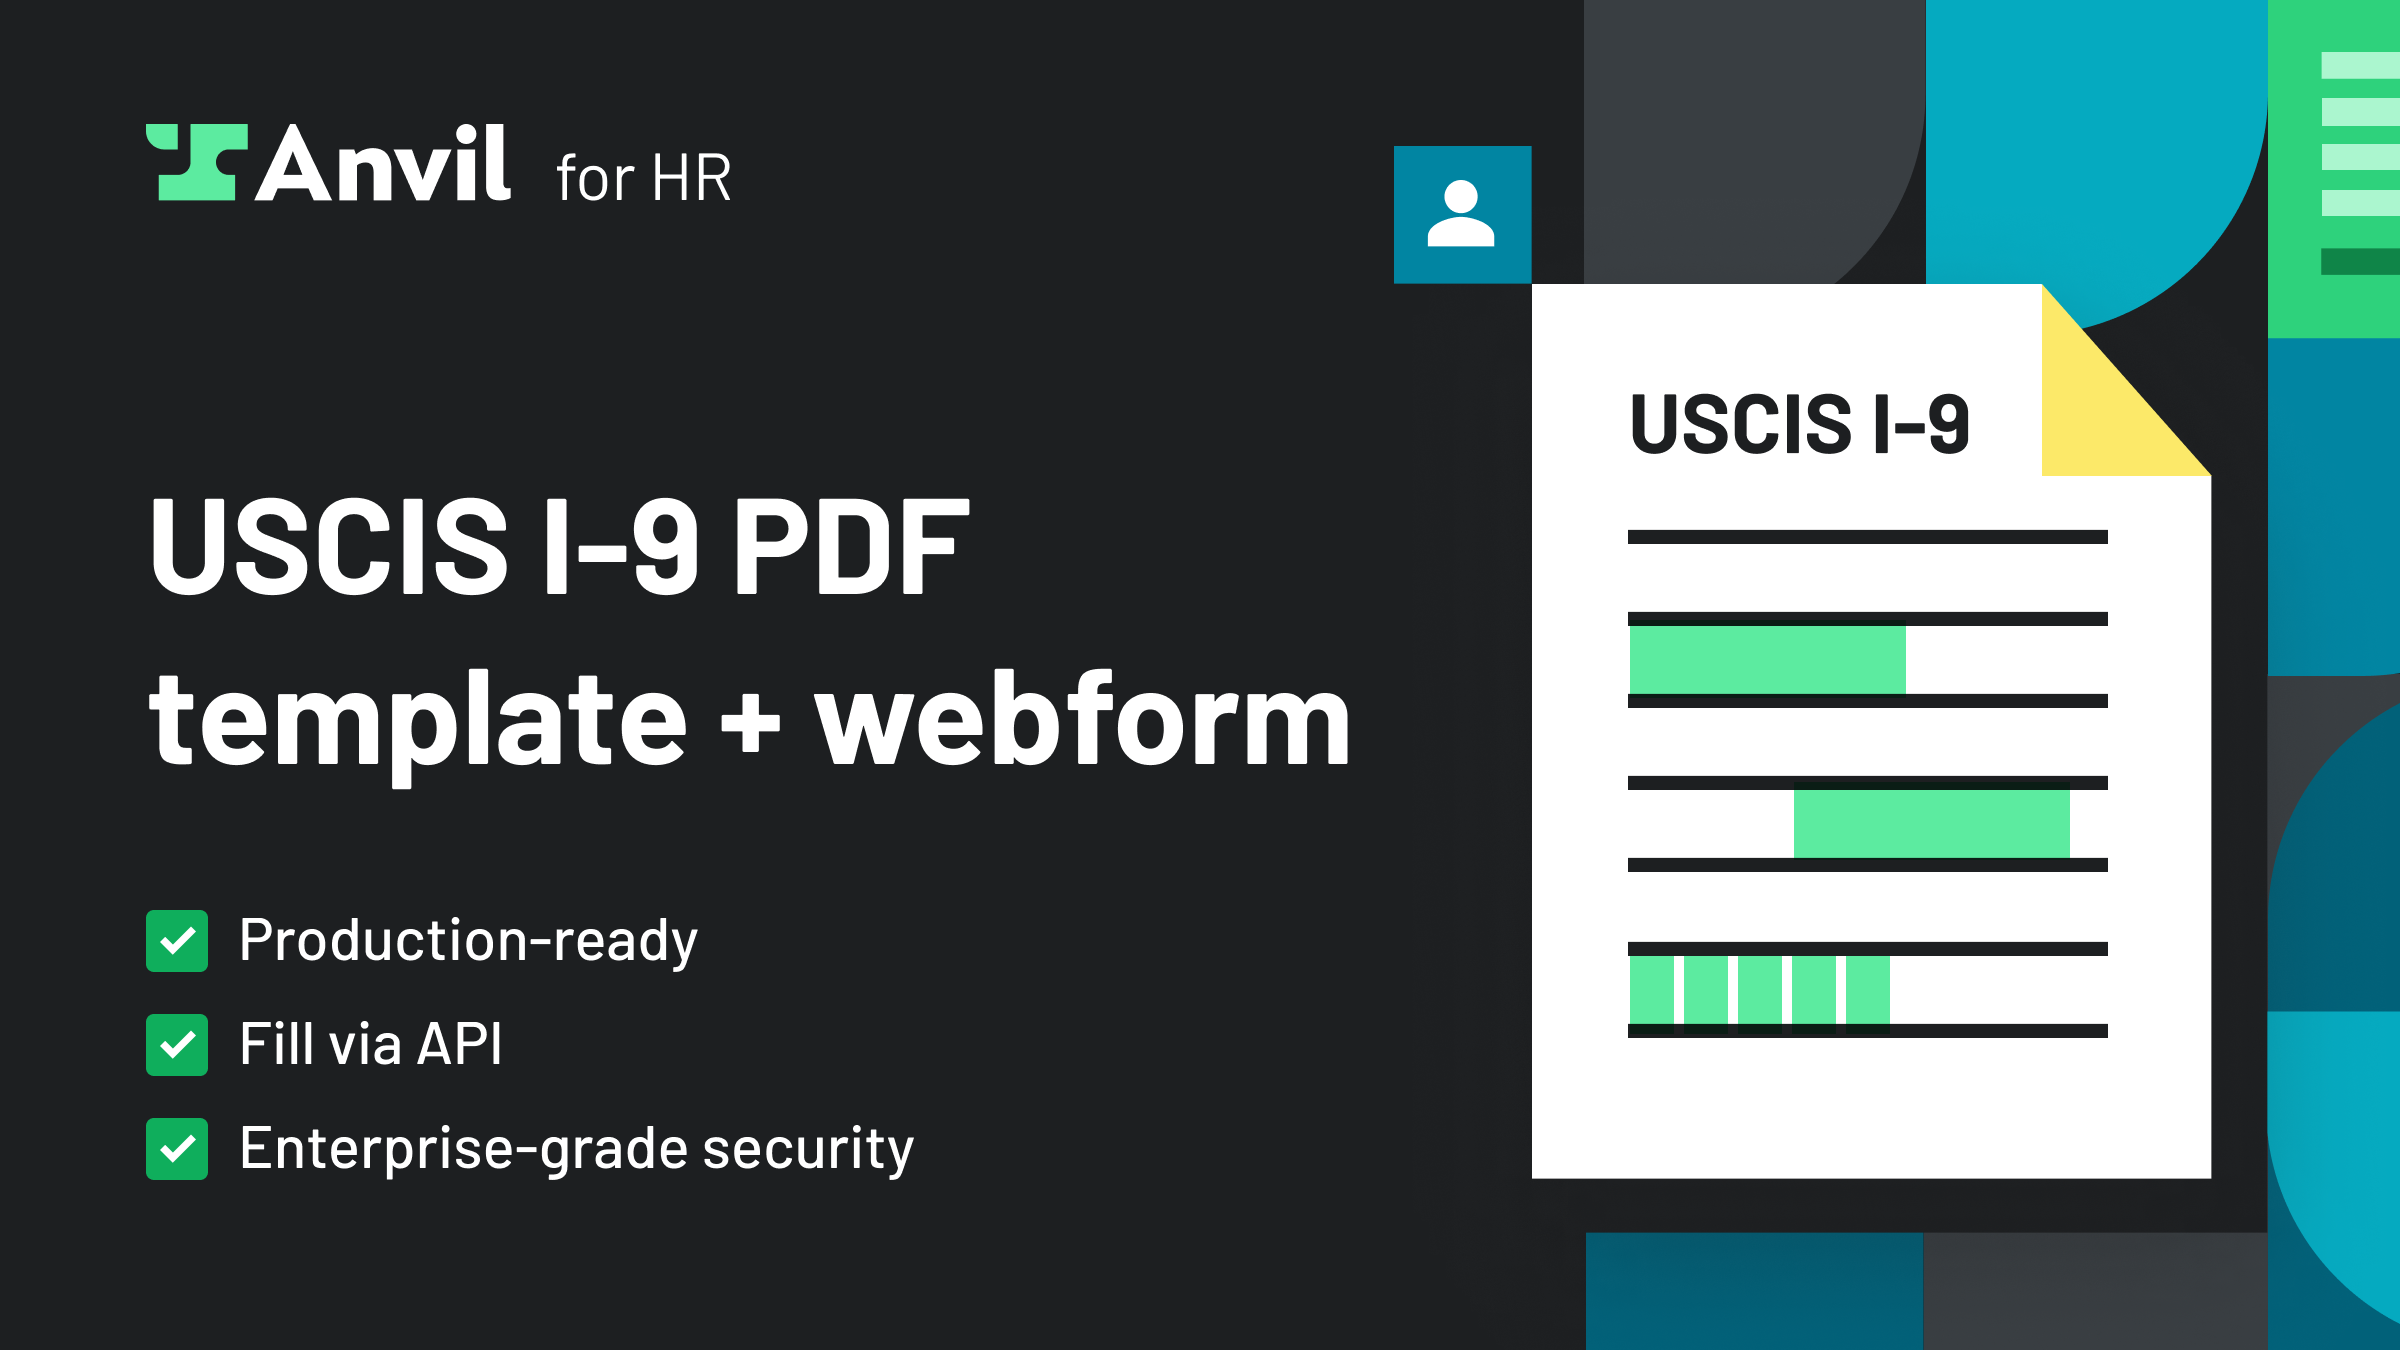 Anvil for HR
USCIS I-9 PDF
template + webform
Production-ready
Fill via API
Enterprise-grade security
USCIS I-9